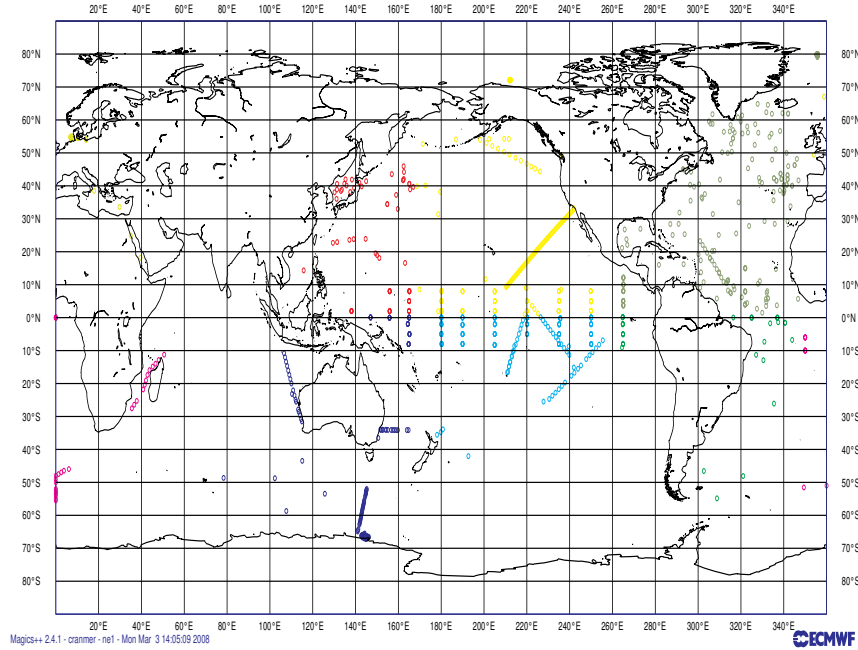 20°E 40°E 60°E 80°E 100°E 120°E 140°E 160°E 180°E 200°E 220°E 240°E 260°E 280°E 300°E 320°E 340°E
80°N 80°N
70°N 70°N
60°N 60°N
50°N 50°N
40°N 40°N
30°N 30°N
20°N 20°N
10°N 10°N
0°N 0°N
10°S 10°S
20°S 20°S
30°S 30°S
40°S 40°S
50°S 50°S
60°S 60°S
70°S 70°S
80°S 80°S
20°E 40°E 60°E 80°E 100°E 120°E 140°E 160°E 180°E 200°E 220°E 240°E 260°E 280°E 300°E 320°E 340°E
Magics++ 2.4.1 - cranmer - ne1 - Mon Mar 3 14:05:09 2008
ECMWF